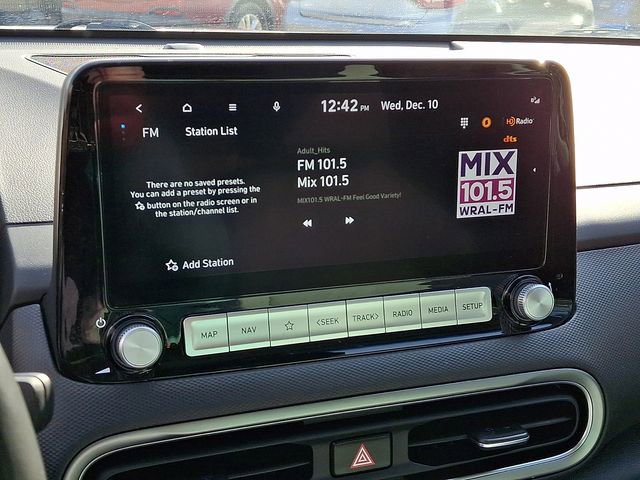 12:42 PM Wed, Dec. 10
FM Station List
HD Radio
dts
Adult_Hits
FM 101.5
Mix 101.5
MIX101.5 WRAL-FM Feel Good Variety!
There are no saved presets.
You can add a preset by pressing the
button on the radio screen or in
the station/channel list.
Add Station
MIX
101.5
WRAL-FM
MAP NAV <SEEK TRACK> RADIO MEDIA SETUP